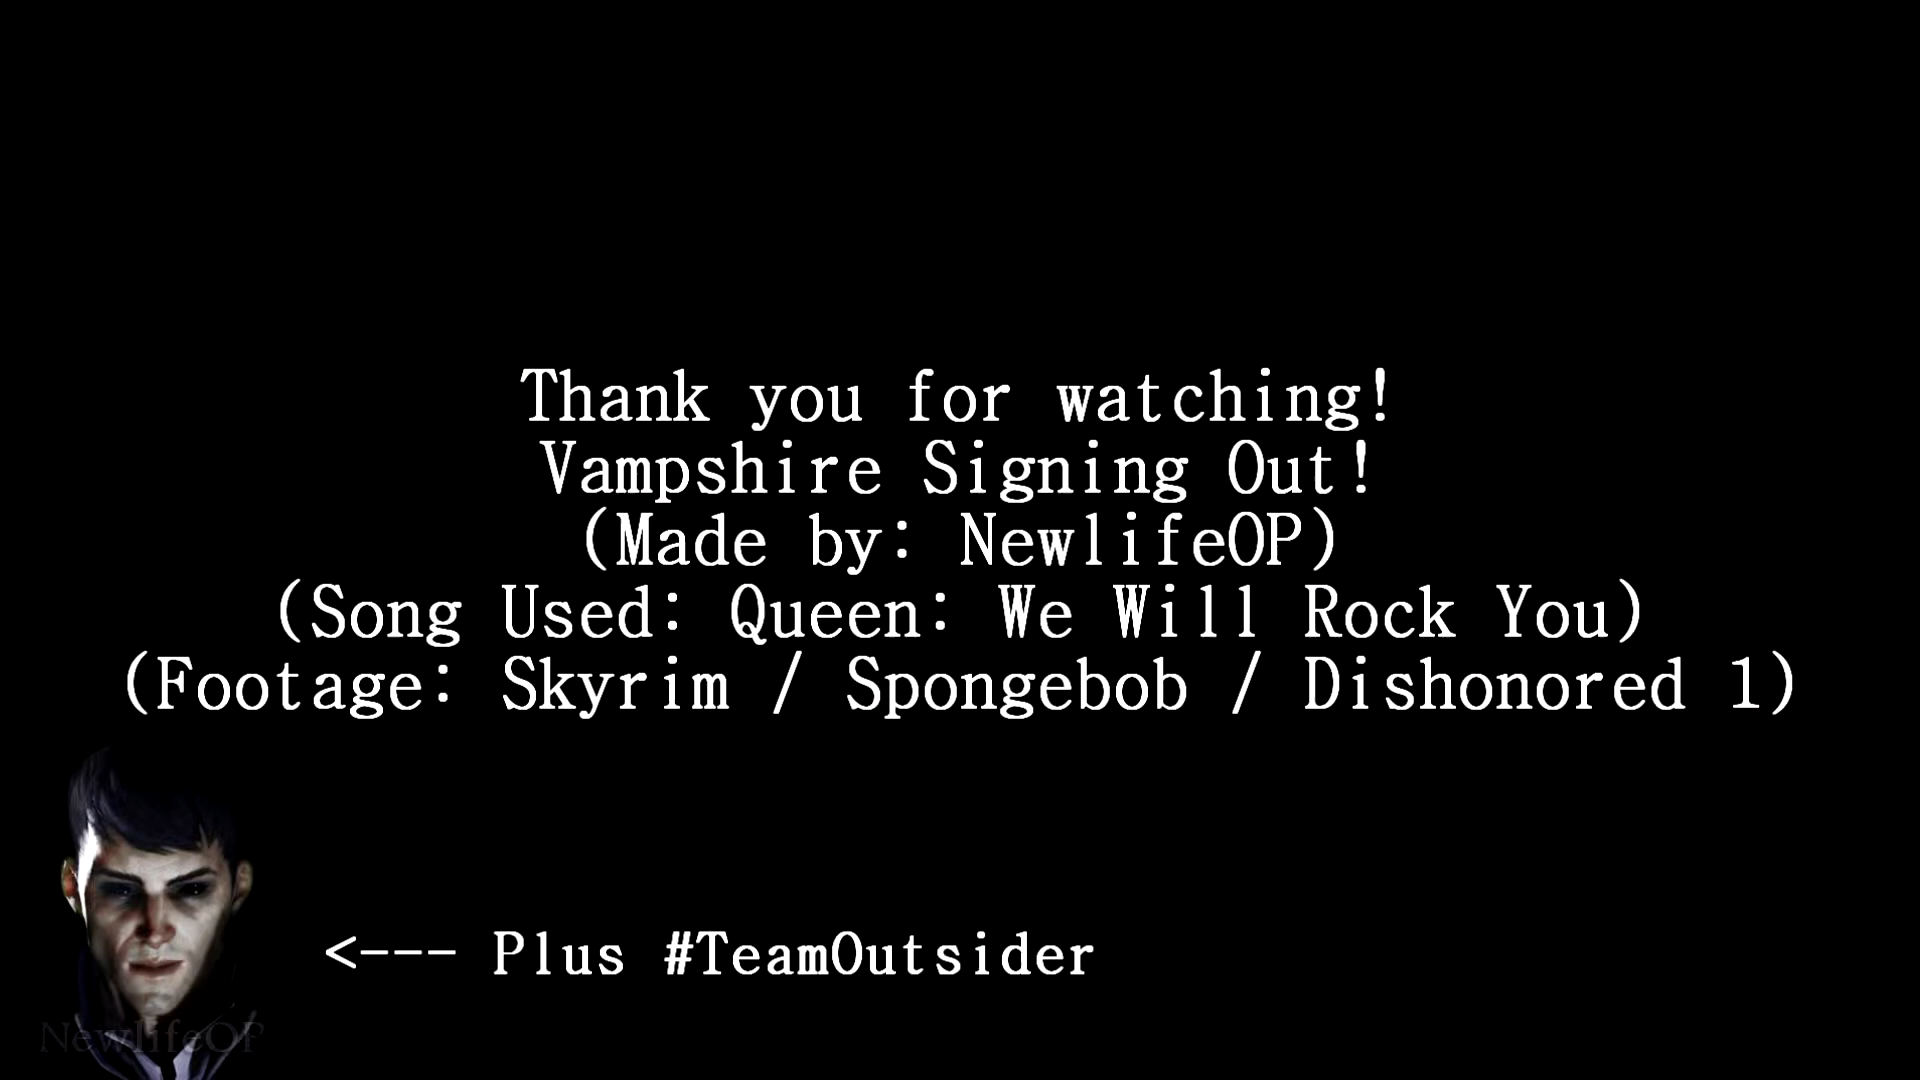 Thank you for watching!
Vampshire Signing Out!
(Made by: NewlifeOP)
(Song Used: Queen: We Will Rock You)
(Footage: Skyrim / Spongebob / Dishonored 1)
<--- Plus #TeamOutsider
NewlifeOP